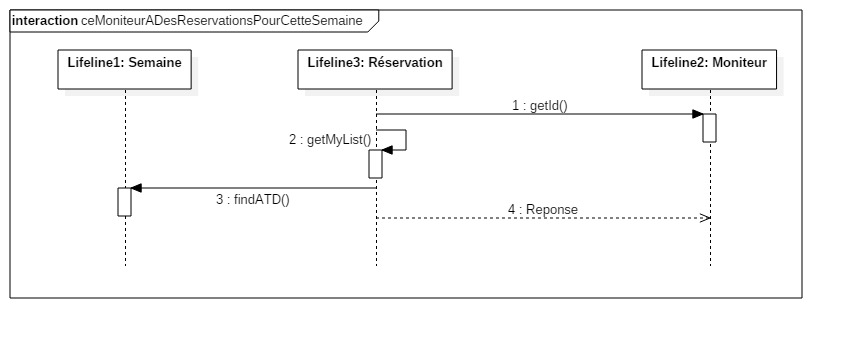 interaction ceMoniteurADesReservationsPourCetteSemaine
Lifeline1: Semaine
Lifeline3: Réservation
Lifeline2: Moniteur
1 : getId()
2 : getMyList()
3 : findATD()
4 : Reponse